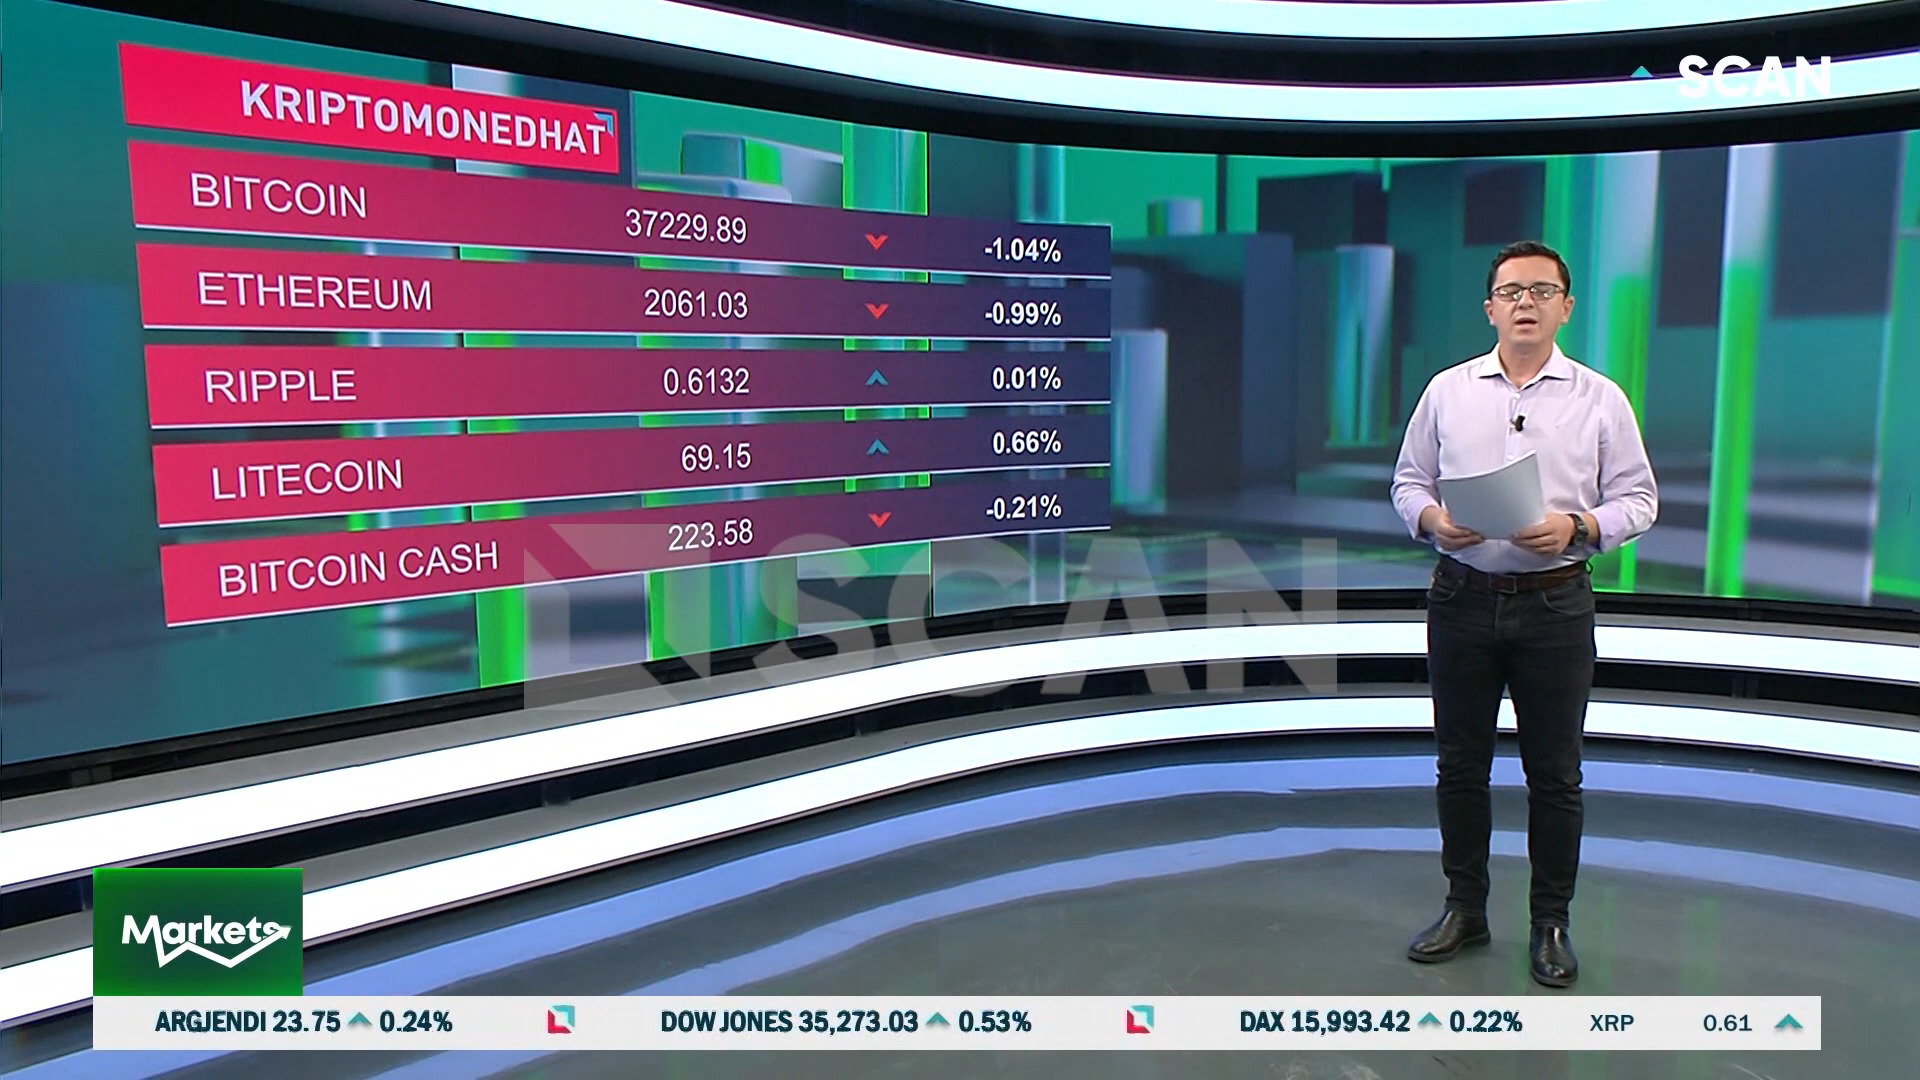 SCAN
KRIPTOMONEDHAT
BITCOIN 37229.89 -1.04%
ETHEREUM 2061.03 -0.99%
RIPPLE 0.6132 0.01%
LITECOIN 69.15 0.66%
BITCOIN CASH 223.58 -0.21%
SCAN
Markets
ARGJENDI 23.75 0.24% DOW JONES 35,273.03 0.53% DAX 15,993.42 0.22% XRP 0.61